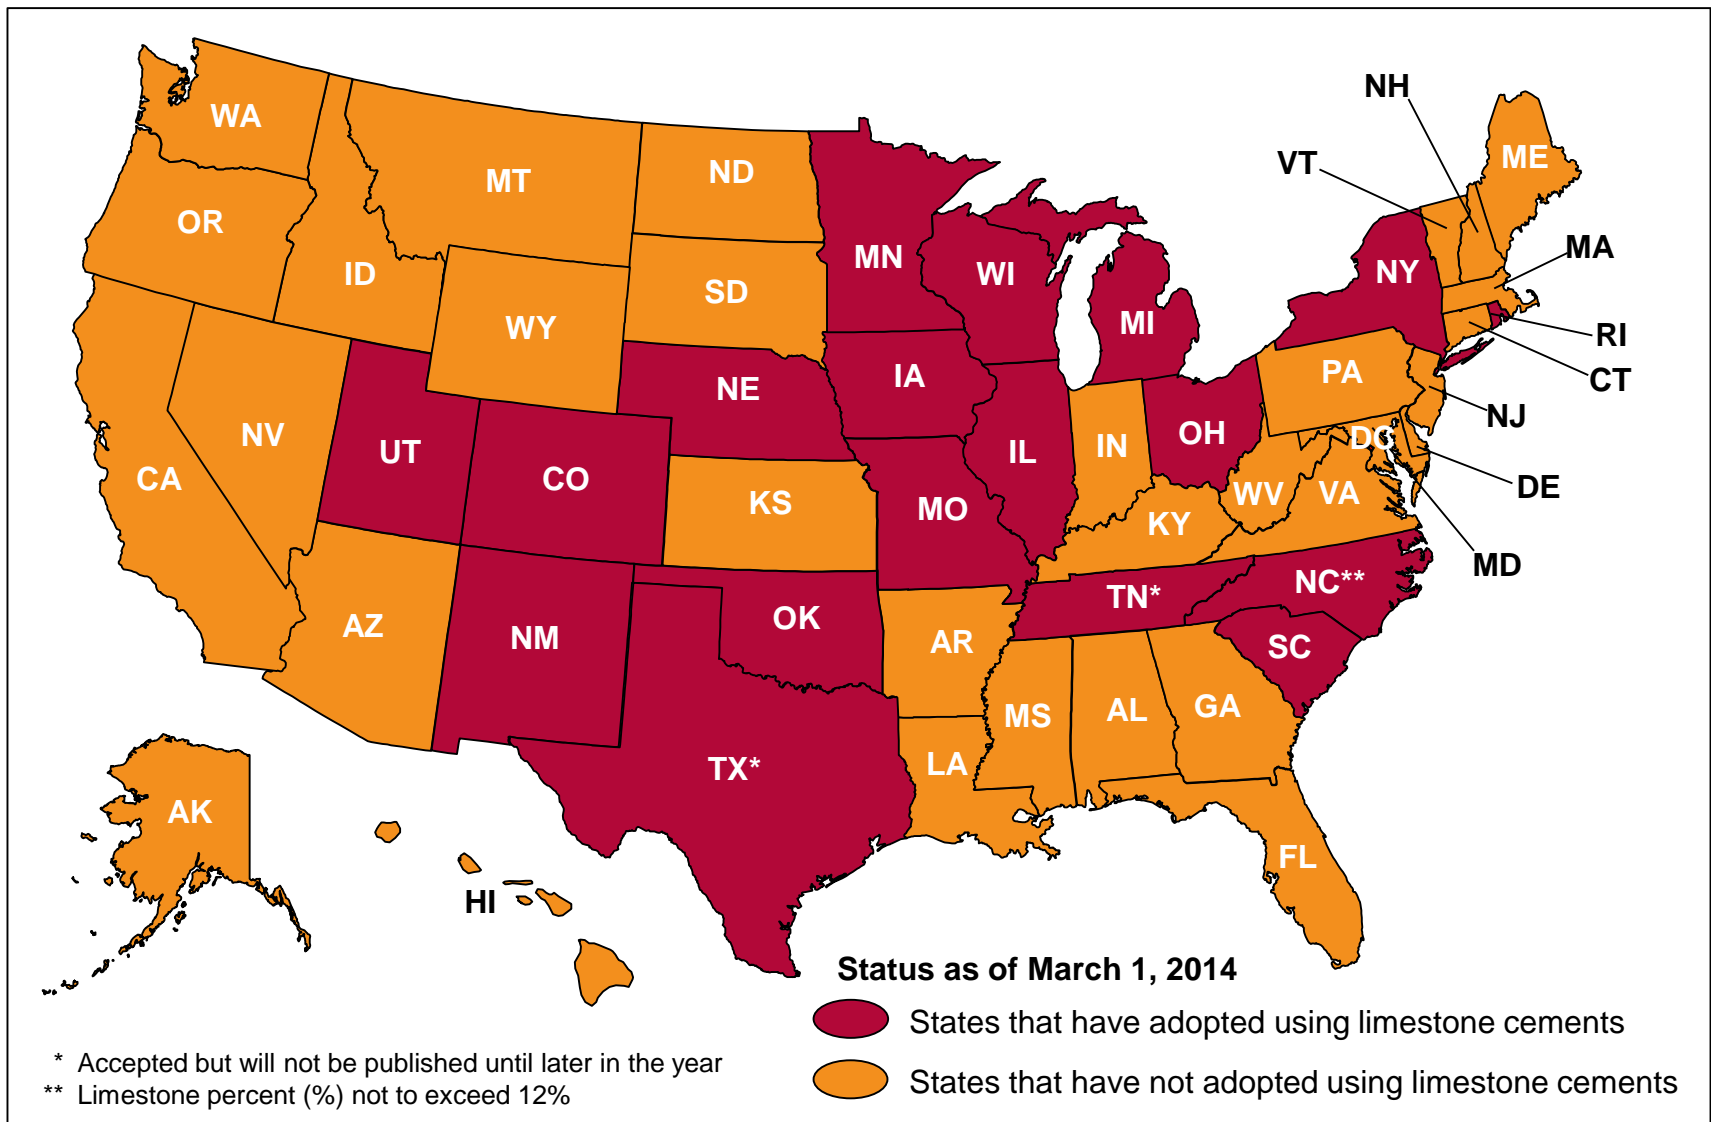 NH
WA
ME
VT
ND
MT
OR
MA
MN
NY
WI
ID
SD
MI
WY
RI
PA
IA
CT
NE
NJ
OH
NV
DC
IN
UT
IL
CO
CA
DE
WV
VA
KS
MO
KY
MD
NC**
TN*
OK
AZ
NM
AR
SC
GA
AL
MS
LA
TX*
AK
FL
HI
Status as of March 1, 2014
States that have adopted using limestone cements
* Accepted but will not be published until later in the year
States that have not adopted using limestone cements
** Limestone percent (%) not to exceed 12%